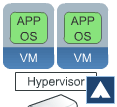 APP APP
OS OS
VM VM
Hypervisor